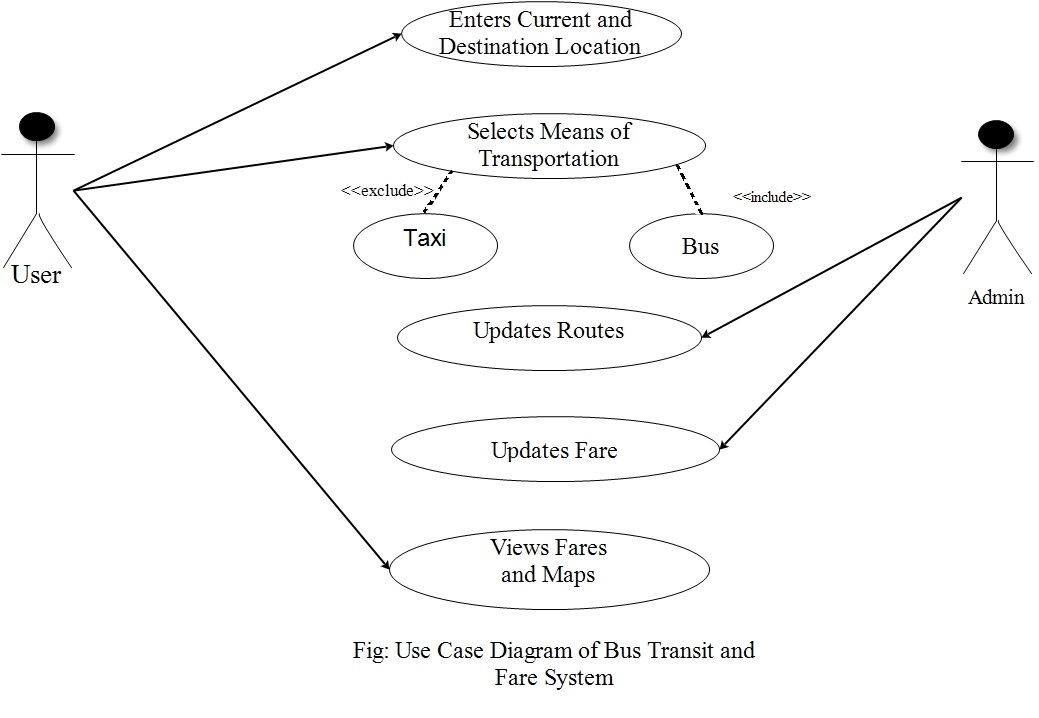 Enters Current and
Destination Location
Selects Means of
Transportation
<<exclude>>
<<include>>
Taxi
Bus
User
Admin
Updates Routes
Updates Fare
Views Fares
and Maps
Fig: Use Case Diagram of Bus Transit and
Fare System